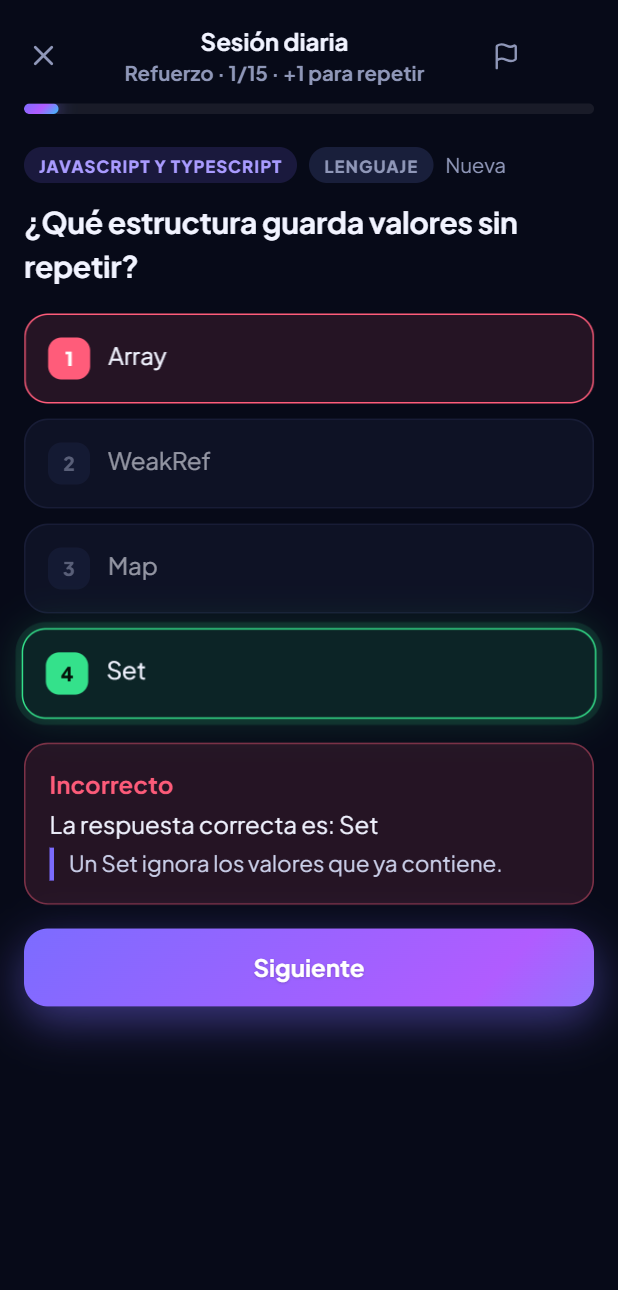 Sesión diaria
Refuerzo · 1/15 · +1 para repetir
JAVASCRIPT Y TYPESCRIPT LENGUAJE Nueva
¿Qué estructura guarda valores sin
repetir?
1 Array
2 WeakRef
3 Map
4 Set
Incorrecto
La respuesta correcta es: Set
Un Set ignora los valores que ya contiene.
Siguiente